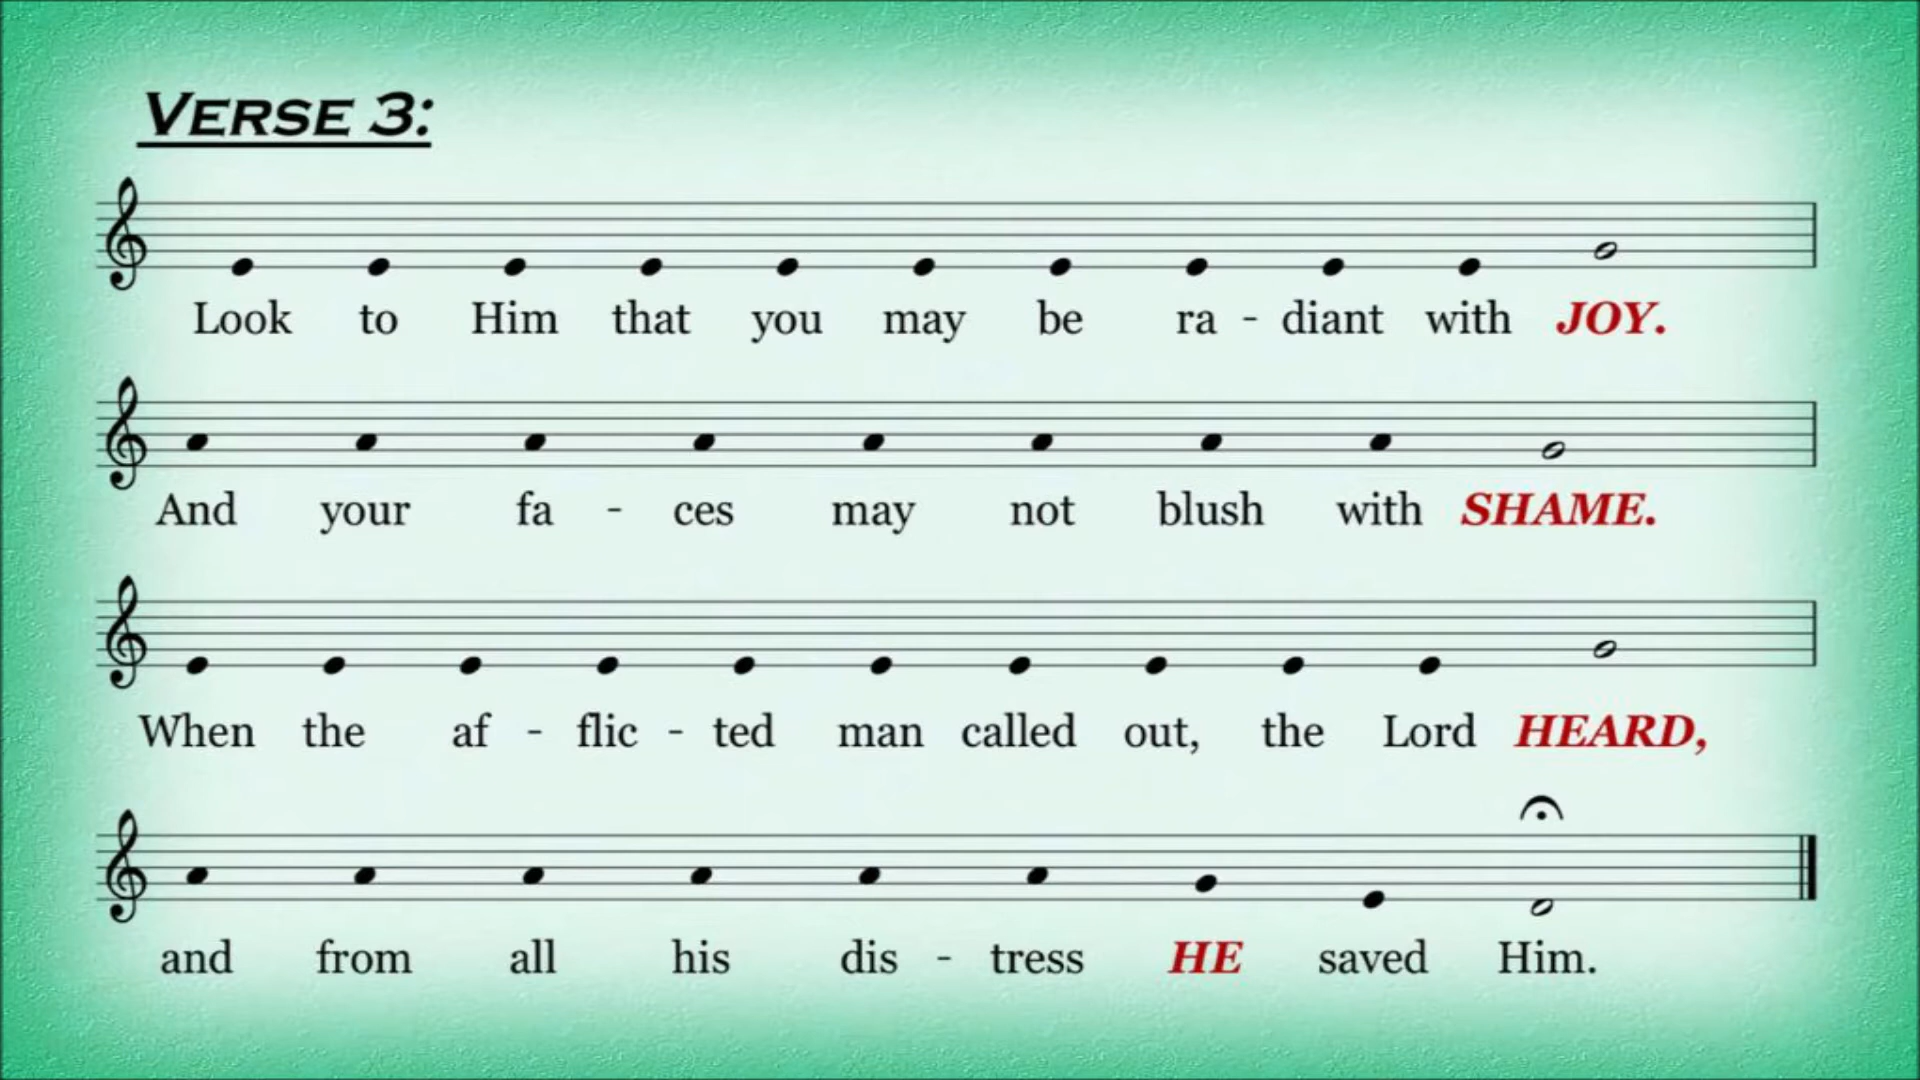 VERSE 3:
Look to Him that you may be ra - diant with JOY.
And your fa - ces may not blush with SHAME.
When the af - flic - ted man called out, the Lord HEARD,
and from all his dis - tress HE saved Him.